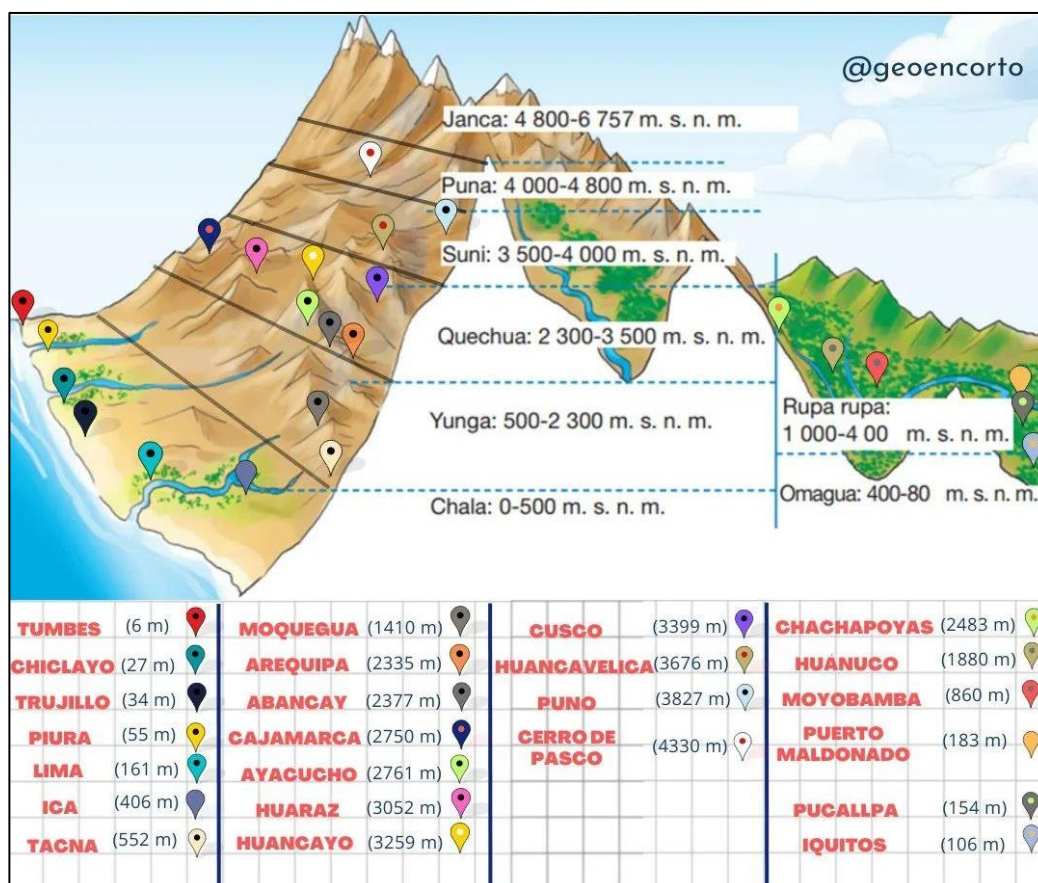 @geoencorto
Janca: 4 800-6 757 m. s. n. m.
Puna: 4 000-4 800 m. s. n. m.
Suni: 3 500-4 000 m. s. n. m.
Quechua: 2 300-3 500 m. s. n. m.
Yunga: 500-2 300 m. s. n. m.
Chala: 0-500 m. s. n. m.
Rupa rupa:
1 000-4 00 m. s. n. m.
Omagua: 400-80 m. s. n. m.
TUMBES (6 m)
CHICLAYO (27 m)
TRUJILLO (34 m)
PIURA (55 m)
LIMA (161 m)
ICA (406 m)
TACNA (552 m)
MOQUEGUA (1410 m)
AREQUIPA (2335 m)
ABANCAY (2377 m)
CAJAMARCA (2750 m)
AYACUCHO (2761 m)
HUARAZ (3052 m)
HUANCAYO (3259 m)
CUSCO (3399 m)
HUANCAVELICA (3676 m)
PUNO (3827 m)
CERRO DE
PASCO (4330 m)
CHACHAPOYAS (2483 m)
HUÁNUCO (1880 m)
MOYOBAMBA (860 m)
PUERTO
MALDONADO (183 m)
PUCALLPA (154 m)
IQUITOS (106 m)